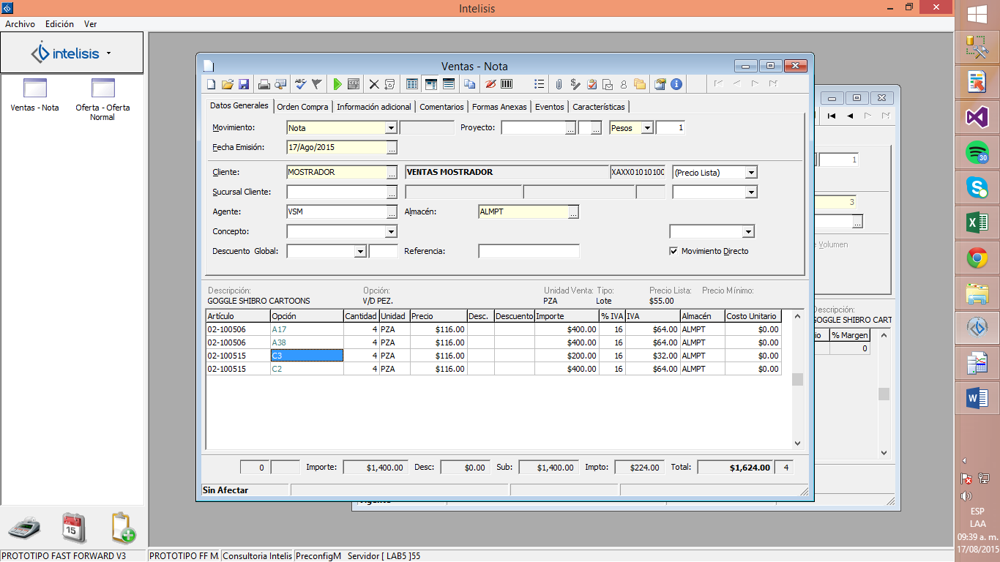 Intelisis
Archivo Edición Ver
intelisis
Ventas - Nota
Oferta - Oferta
Normal
Ventas - Nota
Datos Generales Orden Compra Información adicional Comentarios Formas Anexas Eventos Características
Movimiento: Nota Proyecto: Pesos 1
Fecha Emisión: 17/Ago/2015
Cliente: MOSTRADOR VENTAS MOSTRADOR XAXX01010100 (Precio Lista)
Sucursal Cliente:
Agente: VSM Almacén: ALMPT
Concepto:
Descuento Global: Referencia: Movimiento Directo
Descripción: Opción: Unidad Venta: Tipo: Precio Lista: Precio Mínimo:
GOGGLE SHIBRO CARTOONS V/D PEZ. PZA Lote $55.00
Artículo Opción Cantidad Unidad Precio Desc. Descuento Importe % IVA IVA Almacén Costo Unitario
02-100506 A17 4 PZA $116.00 $400.00 16 $64.00 ALMPT $0.00
02-100506 A38 4 PZA $116.00 $400.00 16 $64.00 ALMPT $0.00
02-100515 C3 4 PZA $116.00 $200.00 16 $32.00 ALMPT $0.00
02-100515 C2 4 PZA $116.00 $400.00 16 $64.00 ALMPT $0.00
0 Importe: $1,400.00 Desc: $0.00 Sub: $1,400.00 Impto: $224.00 Total: $1,624.00 4
Sin Afectar
1
3
Volumen
Descripción:
GOGGLE SHIBRO CART
io % Margen
0
30
15
ESP
LAA
09:39 a. m.
17/08/2015
PROTOTIPO FAST FORWARD V3 PROTOTIPO FF M. Consultoria Intelis PreconfigM Servidor [ LAB5 ]55